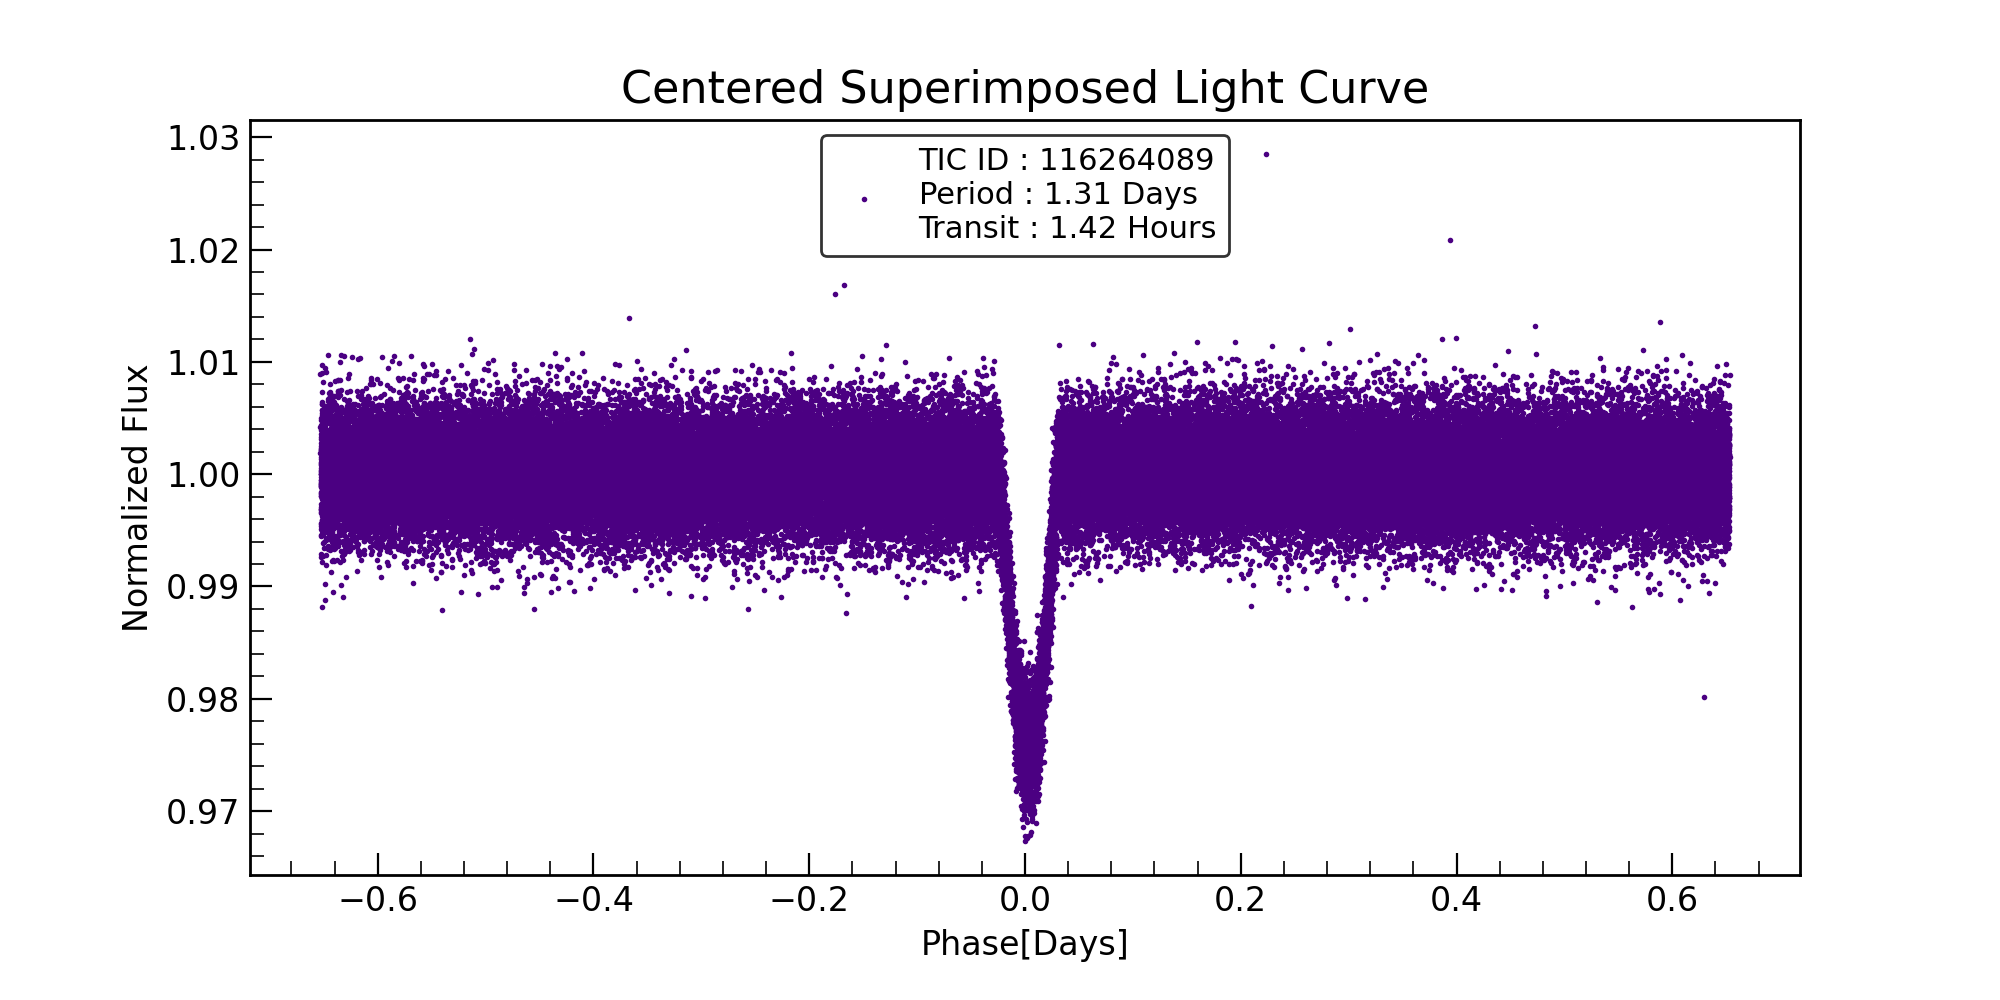 Centered Superimposed Light Curve
TIC ID : 116264089
Period : 1.31 Days
Transit : 1.42 Hours
1.03
1.02
1.01
1.00
0.99
0.98
0.97
Normalized Flux
−0.6
−0.4
−0.2
0.0
0.2
0.4
0.6
Phase[Days]